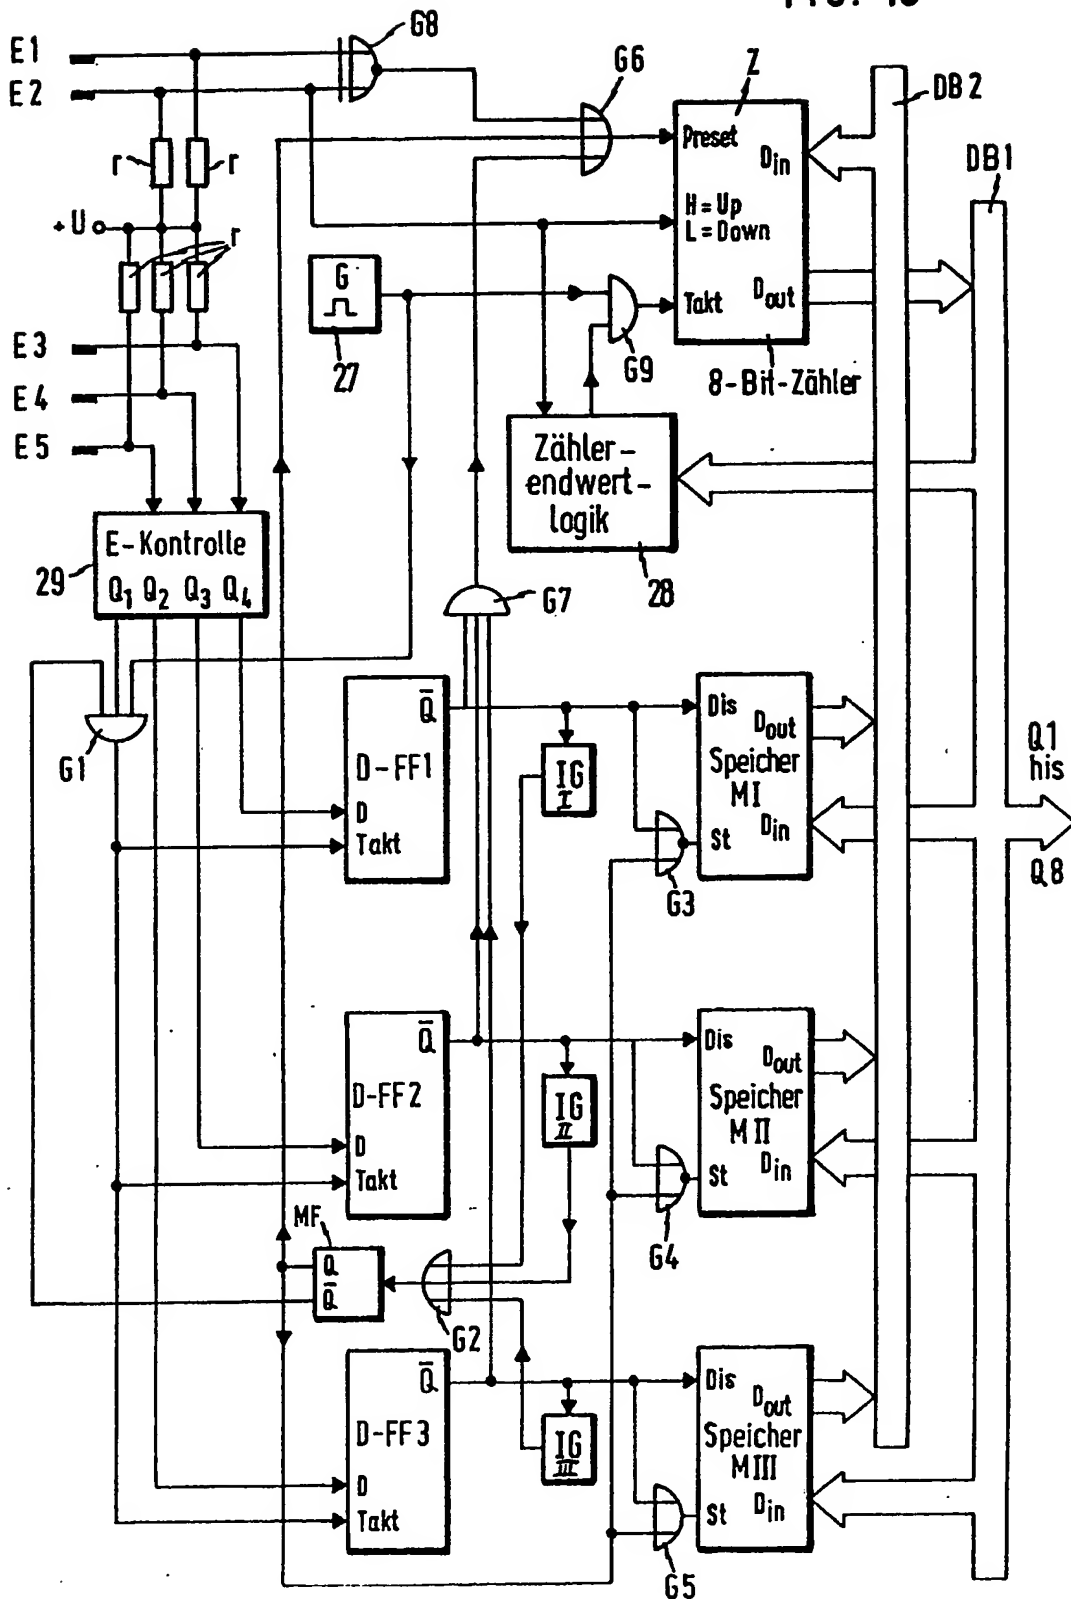 E1
E2
G8
G6
Z
DB2
DB1
Preset
Din
H = Up
L = Down
Takt
Dout
8-Bit-Zähler
r
r
+U
r
G
27
G9
E3
E4
E5
Zähler-
endwert-
logik
28
E-Kontrolle
29
Q1 Q2 Q3 Q4
G7
G1
Q̅
D-FF1
D
Takt
IG
I
Dis
Dout
Speicher
MI
Din
St
G3
Q1
his
Q8
Q̅
D-FF2
D
Takt
IG
II
Dis
Dout
Speicher
MII
Din
St
G4
MF
Q
Q̅
G2
Q̅
D-FF3
D
Takt
IG
III
Dis
Dout
Speicher
MIII
Din
St
G5